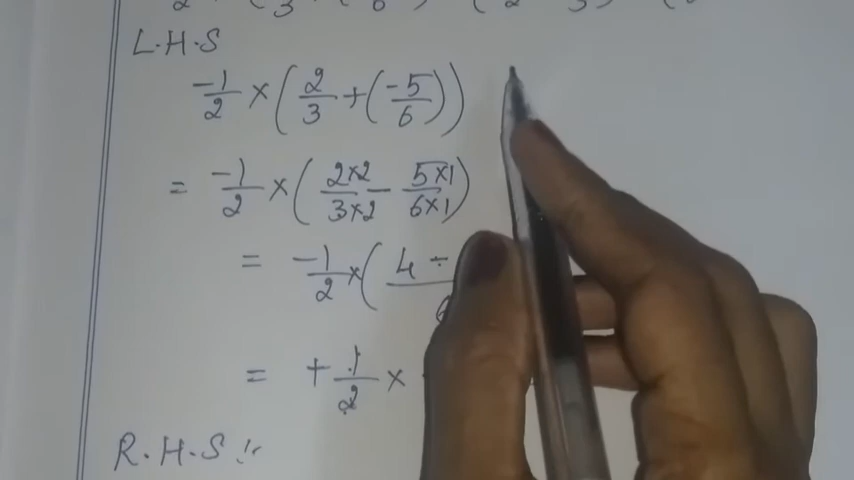 L.H.S
-1/2 × (2/3 + (-5/6))
= -1/2 × (2×2/3×2 - 5×1/6×1)
= -1/2 × (4 -
= +1/2 ×
R.H.S :-